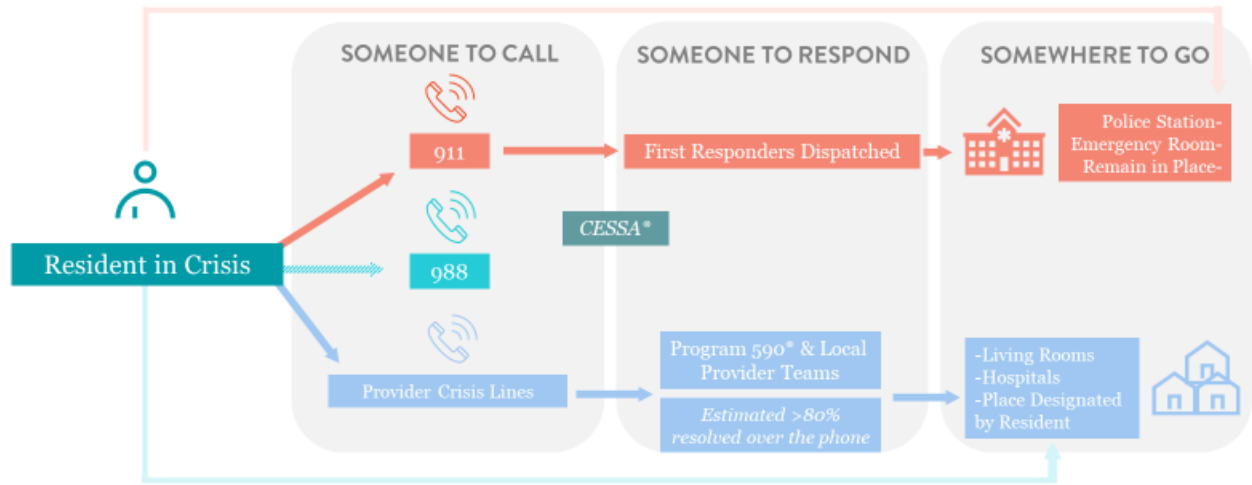 SOMEONE TO CALL
SOMEONE TO RESPOND
SOMEWHERE TO GO
911
First Responders Dispatched
Police Station-
Emergency Room-
Remain in Place-
CESSA*
Resident in Crisis
988
Provider Crisis Lines
Program 590* & Local
Provider Teams
Estimated >80%
resolved over the phone
-Living Rooms
-Hospitals
-Place Designated
by Resident